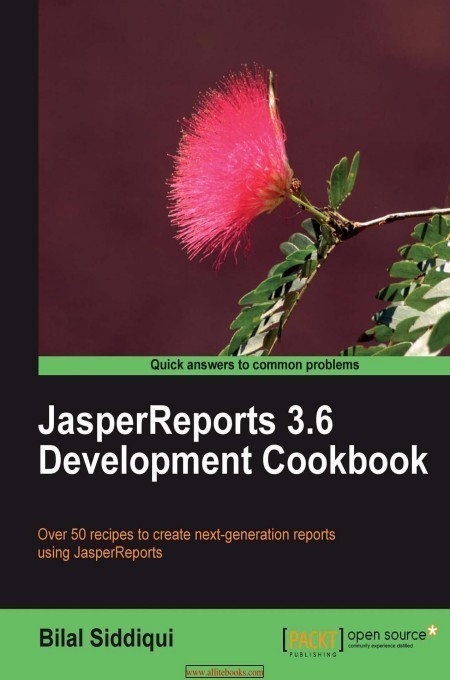 Quick answers to common problems
JasperReports 3.6
Development Cookbook
Over 50 recipes to create next-generation reports
using JasperReports
Bilal Siddiqui
[PACKT]
PUBLISHING
open source*
community experience distilled
www.allitebooks.com